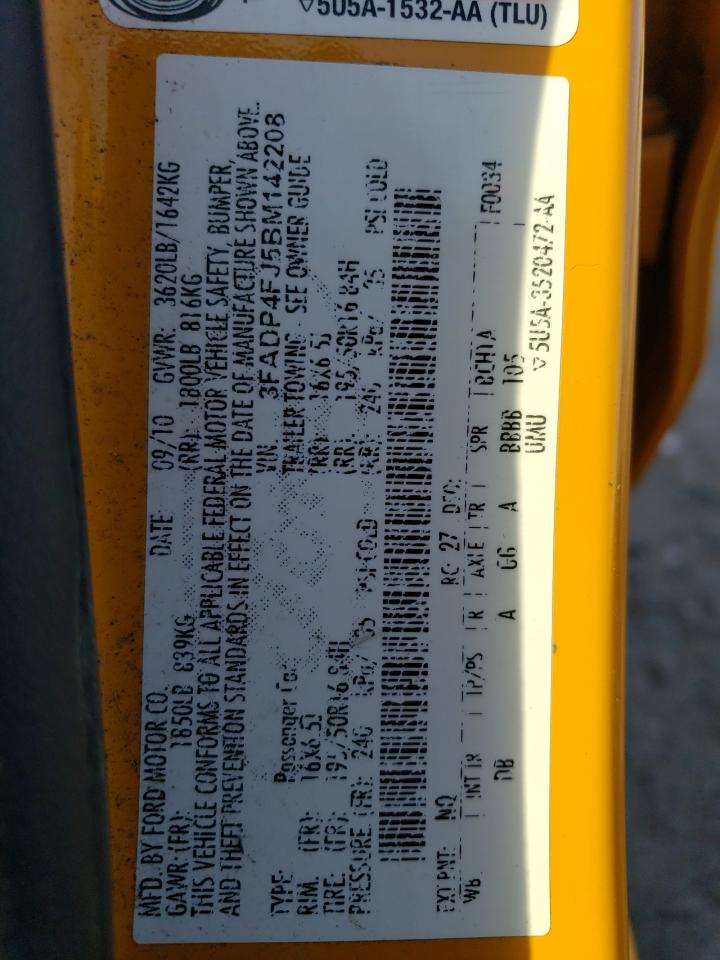 ▽5U5A-1532-AA (TLU)
MFD. BY FORD MOTOR CO.
DATE: 09/10 GVWR: 3620LB/1642KG
GAWR:(FR): 1850LB 839KG (RR): 1800LB 816KG
THIS VEHICLE CONFORMS TO ALL APPLICABLE FEDERAL MOTOR VEHICLE SAFETY, BUMPER,
AND THEFT PREVENTION STANDARDS IN EFFECT ON THE DATE OF MANUFACTURE SHOWN ABOVE.
VIN: 3FADP4FJ5BM142208
TYPE: Passenger Car TRAILER TOWING - SEE OWNER GUIDE
RIM: (FR): 16X6.5J (RR): 16X6.5J
TIRE: (FR): 195/50R16 84H (RR): 195/50R16 84H
PRESSURE: (FR): 240 kPa/ 35 PSI COLD (RR): 240 kPa/ 35 PSI COLD
EXT PNT: NQ RC: 27 DSO: F0034
WB INT TR TP/PS R AXLE TR SPR BCH1A
DB A GG A BBBB 105
UMU ▽5U5A-3520472-AA